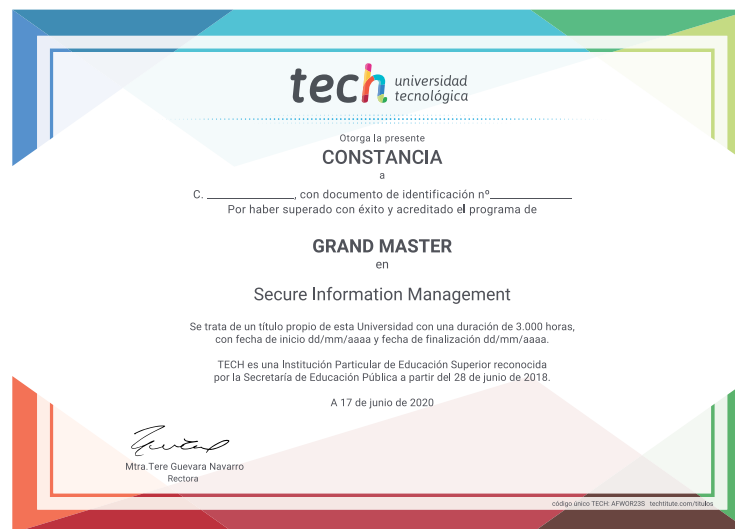 tech universidad
tecnológica
Otorga la presente
CONSTANCIA
a
C. ______________, con documento de identificación nº_____________
Por haber superado con éxito y acreditado el programa de
GRAND MASTER
en
Secure Information Management
Se trata de un título propio de esta Universidad con una duración de 3.000 horas,
con fecha de inicio dd/mm/aaaa y fecha de finalización dd/mm/aaaa.
TECH es una Institución Particular de Educación Superior reconocida
por la Secretaría de Educación Pública a partir del 28 de junio de 2018.
A 17 de junio de 2020
Mtra.Tere Guevara Navarro
Rectora
código único TECH: AFWOR23S techtitute.com/titulos